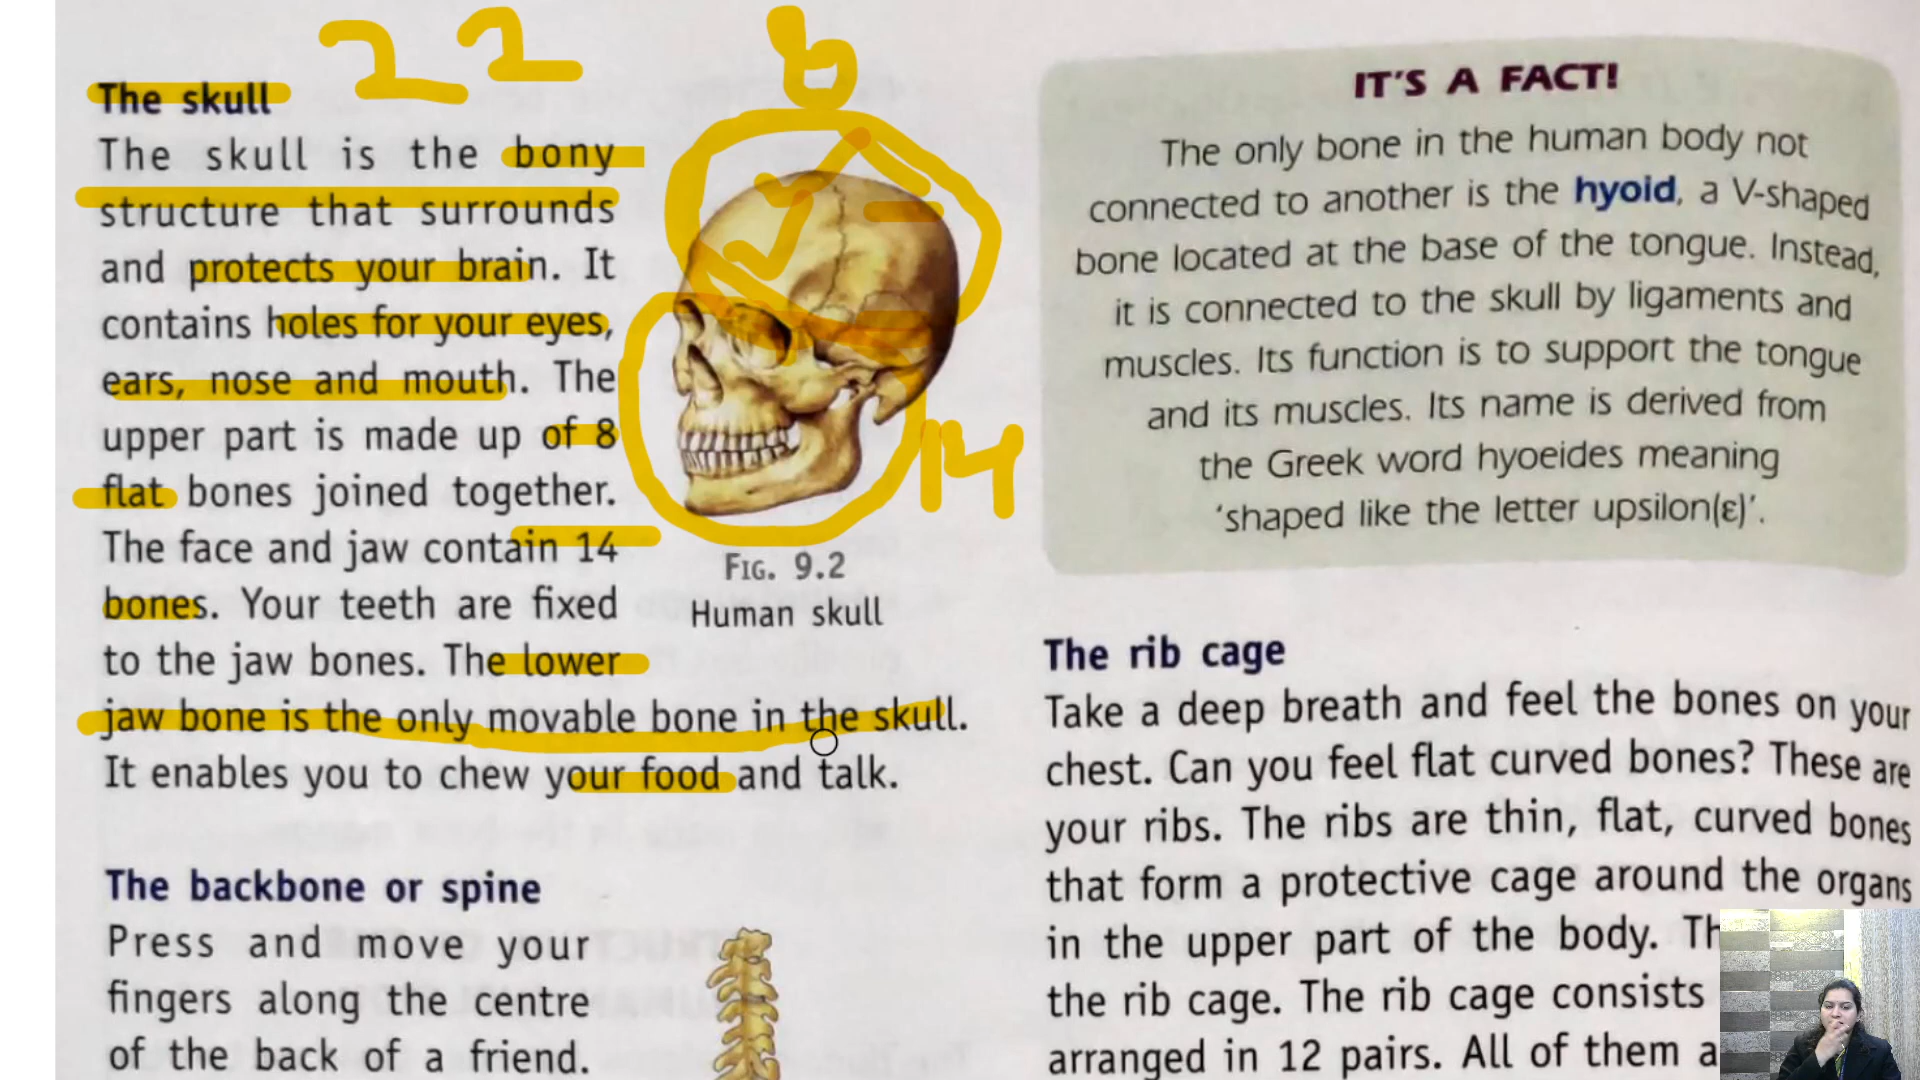 22
8
The skull
The skull is the bony
structure that surrounds
and protects your brain. It
contains holes for your eyes,
ears, nose and mouth. The
upper part is made up of 8
flat bones joined together.
The face and jaw contain 14
bones. Your teeth are fixed
to the jaw bones. The lower
jaw bone is the only movable bone in the skull.
It enables you to chew your food and talk.
14
FIG. 9.2
Human skull
The backbone or spine
Press and move your
fingers along the centre
of the back of a friend.
IT'S A FACT!
The only bone in the human body not
connected to another is the hyoid, a V-shaped
bone located at the base of the tongue. Instead,
it is connected to the skull by ligaments and
muscles. Its function is to support the tongue
and its muscles. Its name is derived from
the Greek word hyoeides meaning
'shaped like the letter upsilon(ε)'.
The rib cage
Take a deep breath and feel the bones on your
chest. Can you feel flat curved bones? These are
your ribs. The ribs are thin, flat, curved bones
that form a protective cage around the organs
in the upper part of the body.
the rib cage. The rib cage consists
arranged in 12 pairs. All of them